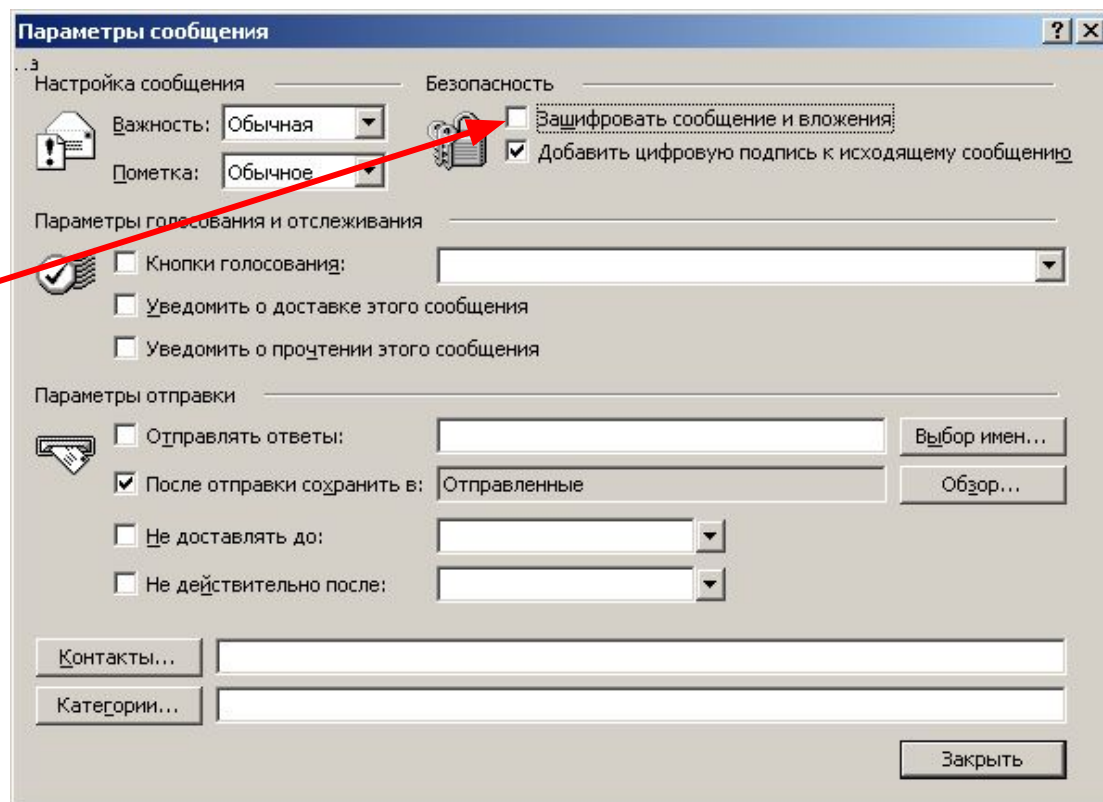 Параметры сообщения
..з
Настройка сообщения
Безопасность
Важность: Обычная
Зашифровать сообщение и вложения
Пометка: Обычное
Добавить цифровую подпись к исходящему сообщению
Параметры голосования и отслеживания
Кнопки голосования:
Уведомить о доставке этого сообщения
Уведомить о прочтении этого сообщения
Параметры отправки
Отправлять ответы:
Выбор имен...
После отправки сохранить в: Отправленные
Обзор...
Не доставлять до:
Не действительно после:
Контакты...
Категории...
Закрыть